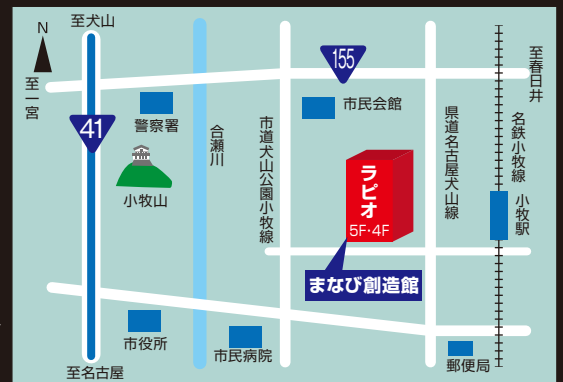 至犬山
N
155
至一宮
至春日井
41
警察署
合瀬川
市道犬山公園小牧線
市民会館
県道名古屋犬山線
名鉄小牧線
小牧駅
小牧山
ラピオ
5F・4F
まなび創造館
市役所
市民病院
郵便局
至名古屋